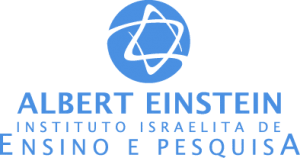 ALBERT EINSTEIN
INSTITUTO ISRAELITA DE
ENSINO E PESQUISA